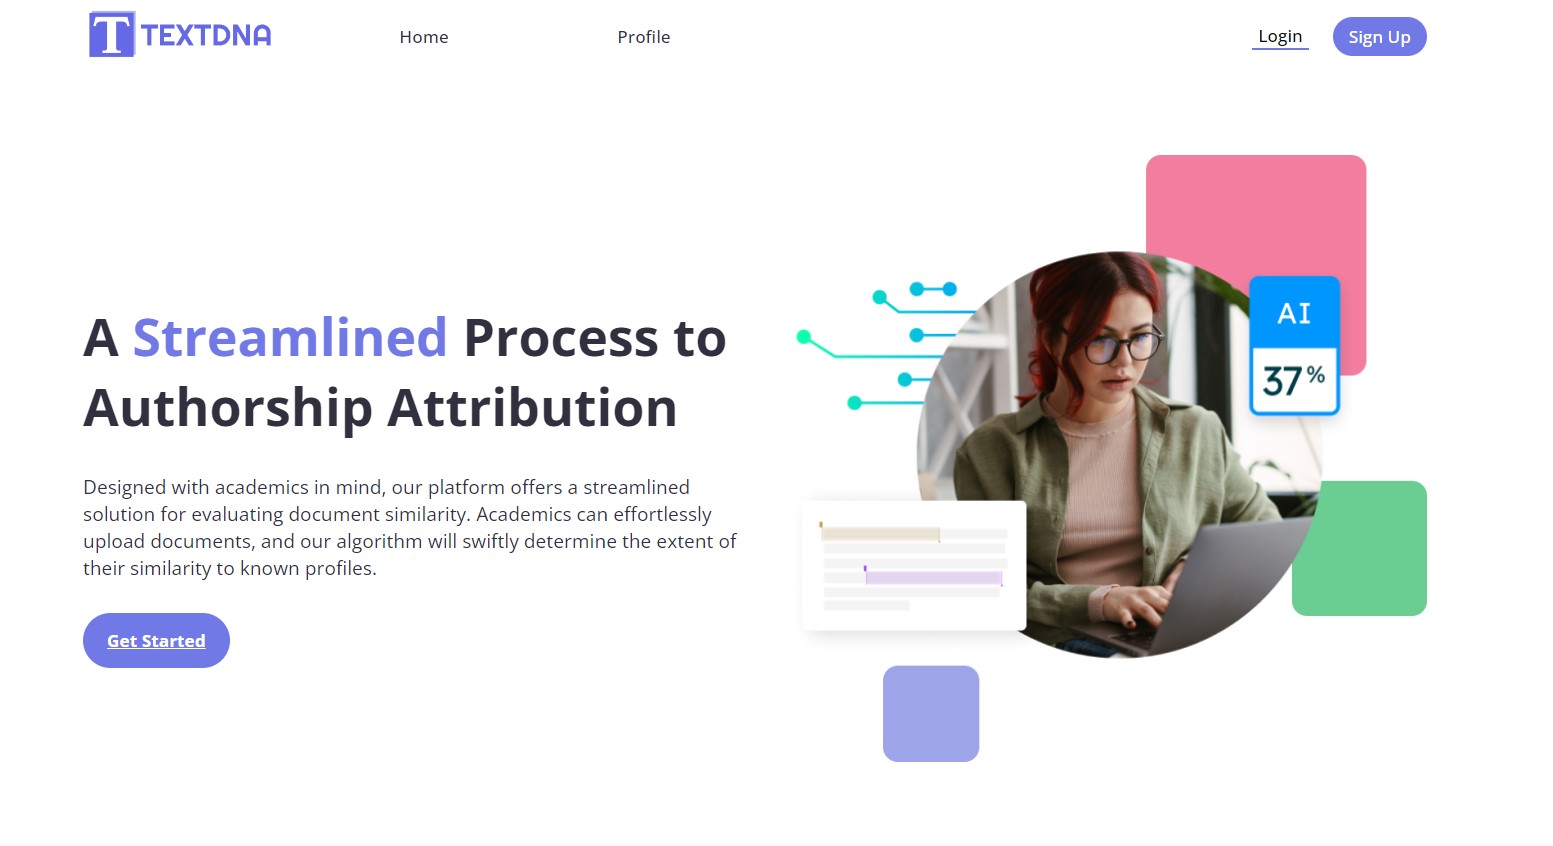 T TEXTDNA
Home
Profile
Login
Sign Up
A Streamlined Process to
Authorship Attribution
Designed with academics in mind, our platform offers a streamlined
solution for evaluating document similarity. Academics can effortlessly
upload documents, and our algorithm will swiftly determine the extent of
their similarity to known profiles.
Get Started
AI
37%